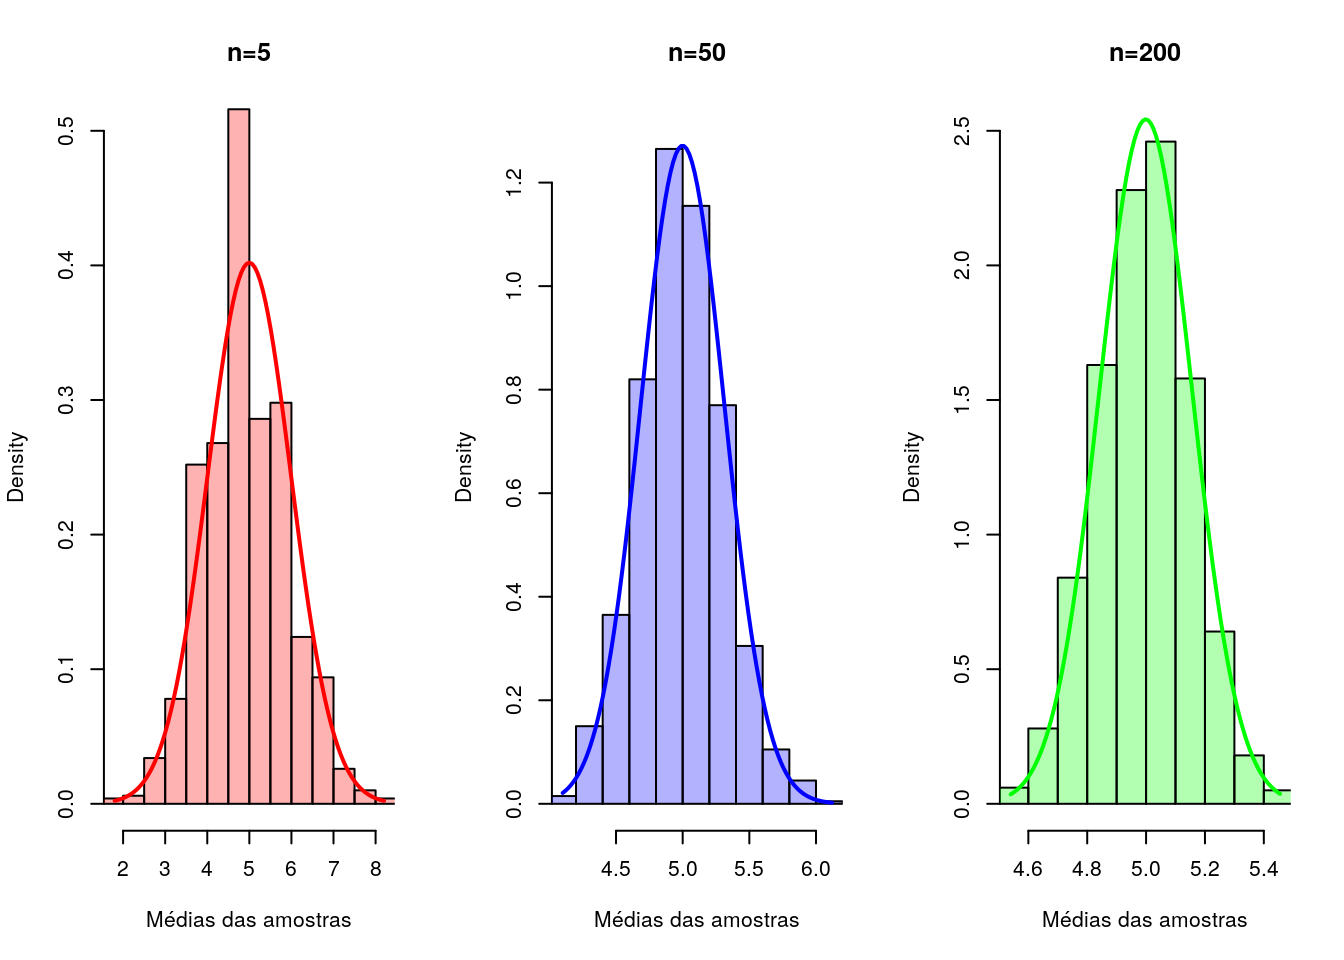 n=5
Density
0.0 0.1 0.2 0.3 0.4 0.5
2 3 4 5 6 7 8
Médias das amostras
n=50
Density
0.0 0.2 0.4 0.6 0.8 1.0 1.2
4.5 5.0 5.5 6.0
Médias das amostras
n=200
Density
0.0 0.5 1.0 1.5 2.0 2.5
4.6 4.8 5.0 5.2 5.4
Médias das amostras